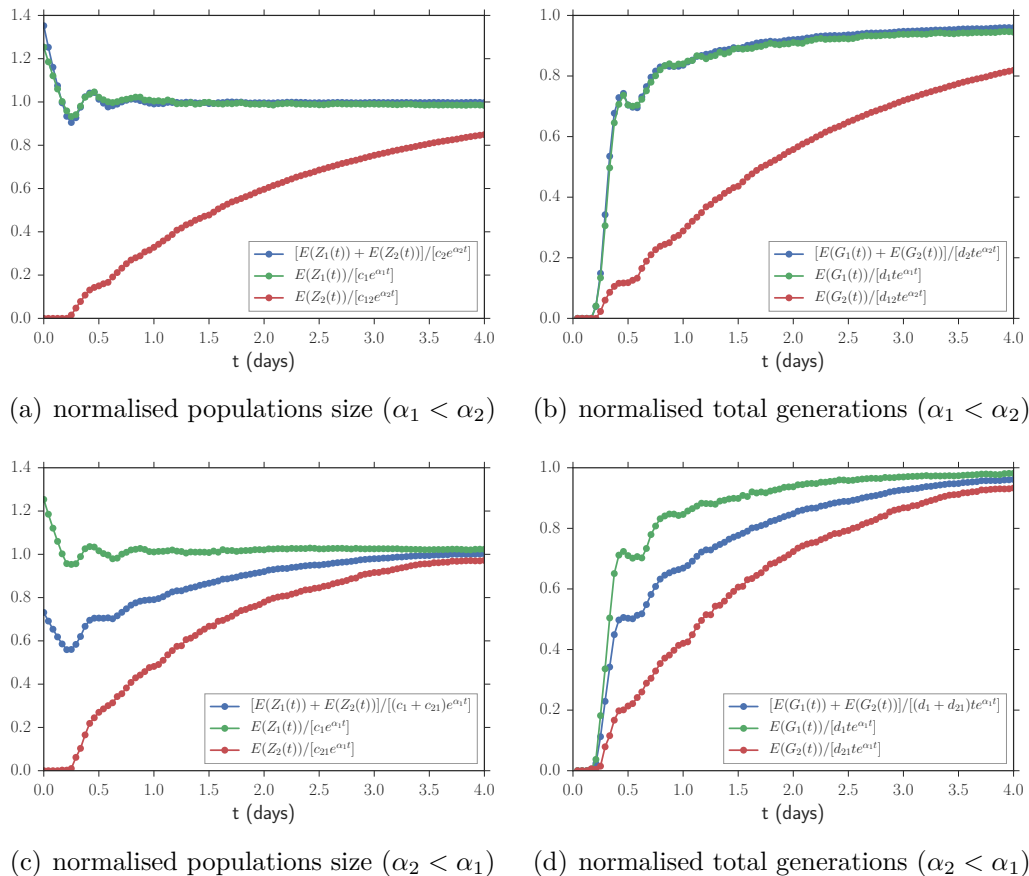 1.4
1.2
1.0
0.8
0.6
0.4
0.2
0.0
[E(Z₁(t)) + E(Z₂(t))]/[c₂e^{α₂t}]
E(Z₁(t))/[c₁e^{α₁t}]
E(Z₂(t))/[c₁₂e^{α₂t}]
0.0 0.5 1.0 1.5 2.0 2.5 3.0 3.5 4.0
t (days)
(a) normalised populations size (α₁ < α₂)
1.0
0.8
0.6
0.4
0.2
0.0
[E(G₁(t)) + E(G₂(t))]/[d₂te^{α₂t}]
E(G₁(t))/[d₁te^{α₁t}]
E(G₂(t))/[d₁₂te^{α₂t}]
0.0 0.5 1.0 1.5 2.0 2.5 3.0 3.5 4.0
t (days)
(b) normalised total generations (α₁ < α₂)
1.4
1.2
1.0
0.8
0.6
0.4
0.2
0.0
[E(Z₁(t)) + E(Z₂(t))]/[(c₁ + c₂₁)e^{α₁t}]
E(Z₁(t))/[c₁e^{α₁t}]
E(Z₂(t))/[c₂₁e^{α₁t}]
0.0 0.5 1.0 1.5 2.0 2.5 3.0 3.5 4.0
t (days)
(c) normalised populations size (α₂ < α₁)
1.0
0.8
0.6
0.4
0.2
0.0
[E(G₁(t)) + E(G₂(t))]/[(d₁ + d₂₁)te^{α₁t}]
E(G₁(t))/[d₁te^{α₁t}]
E(G₂(t))/[d₂₁te^{α₁t}]
0.0 0.5 1.0 1.5 2.0 2.5 3.0 3.5 4.0
t (days)
(d) normalised total generations (α₂ < α₁)